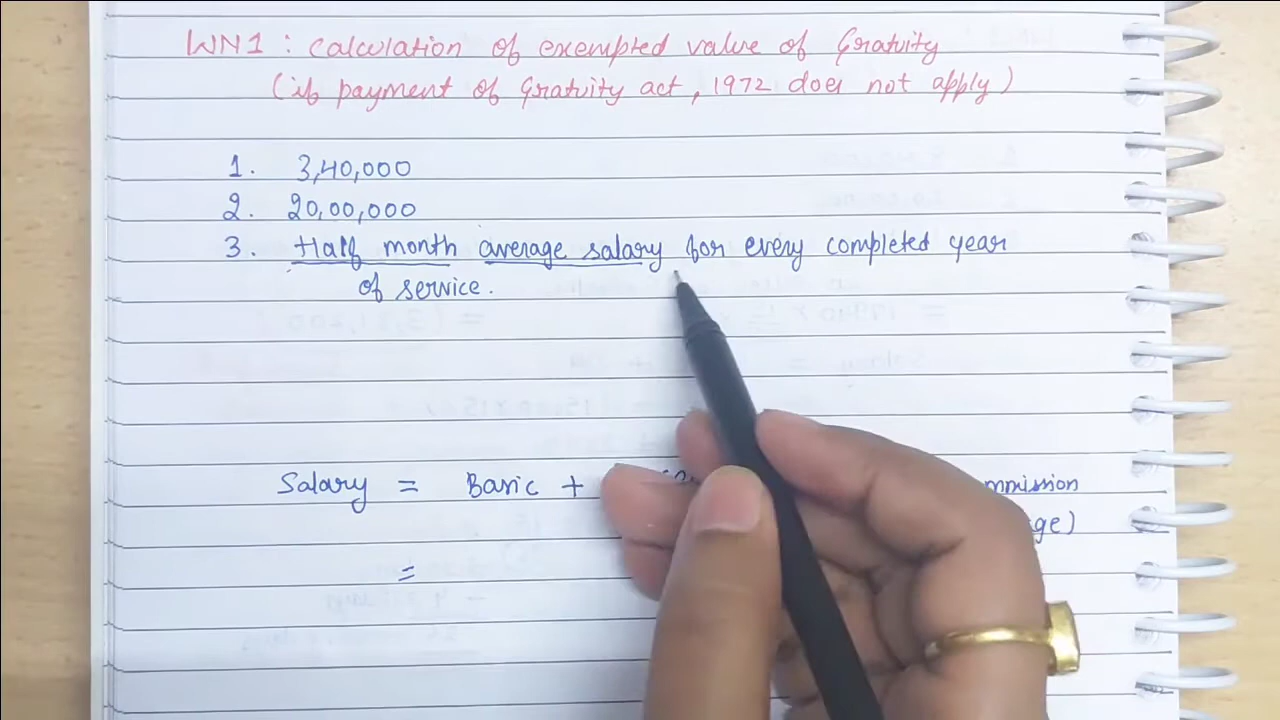 WN1 : Calculation of exempted value of Gratuity
(if payment of Gratuity act, 1972 does not apply)
1. 3,40,000
2. 20,00,000
3. Half month average salary for every completed year
of service.
Salary = Basic +
=